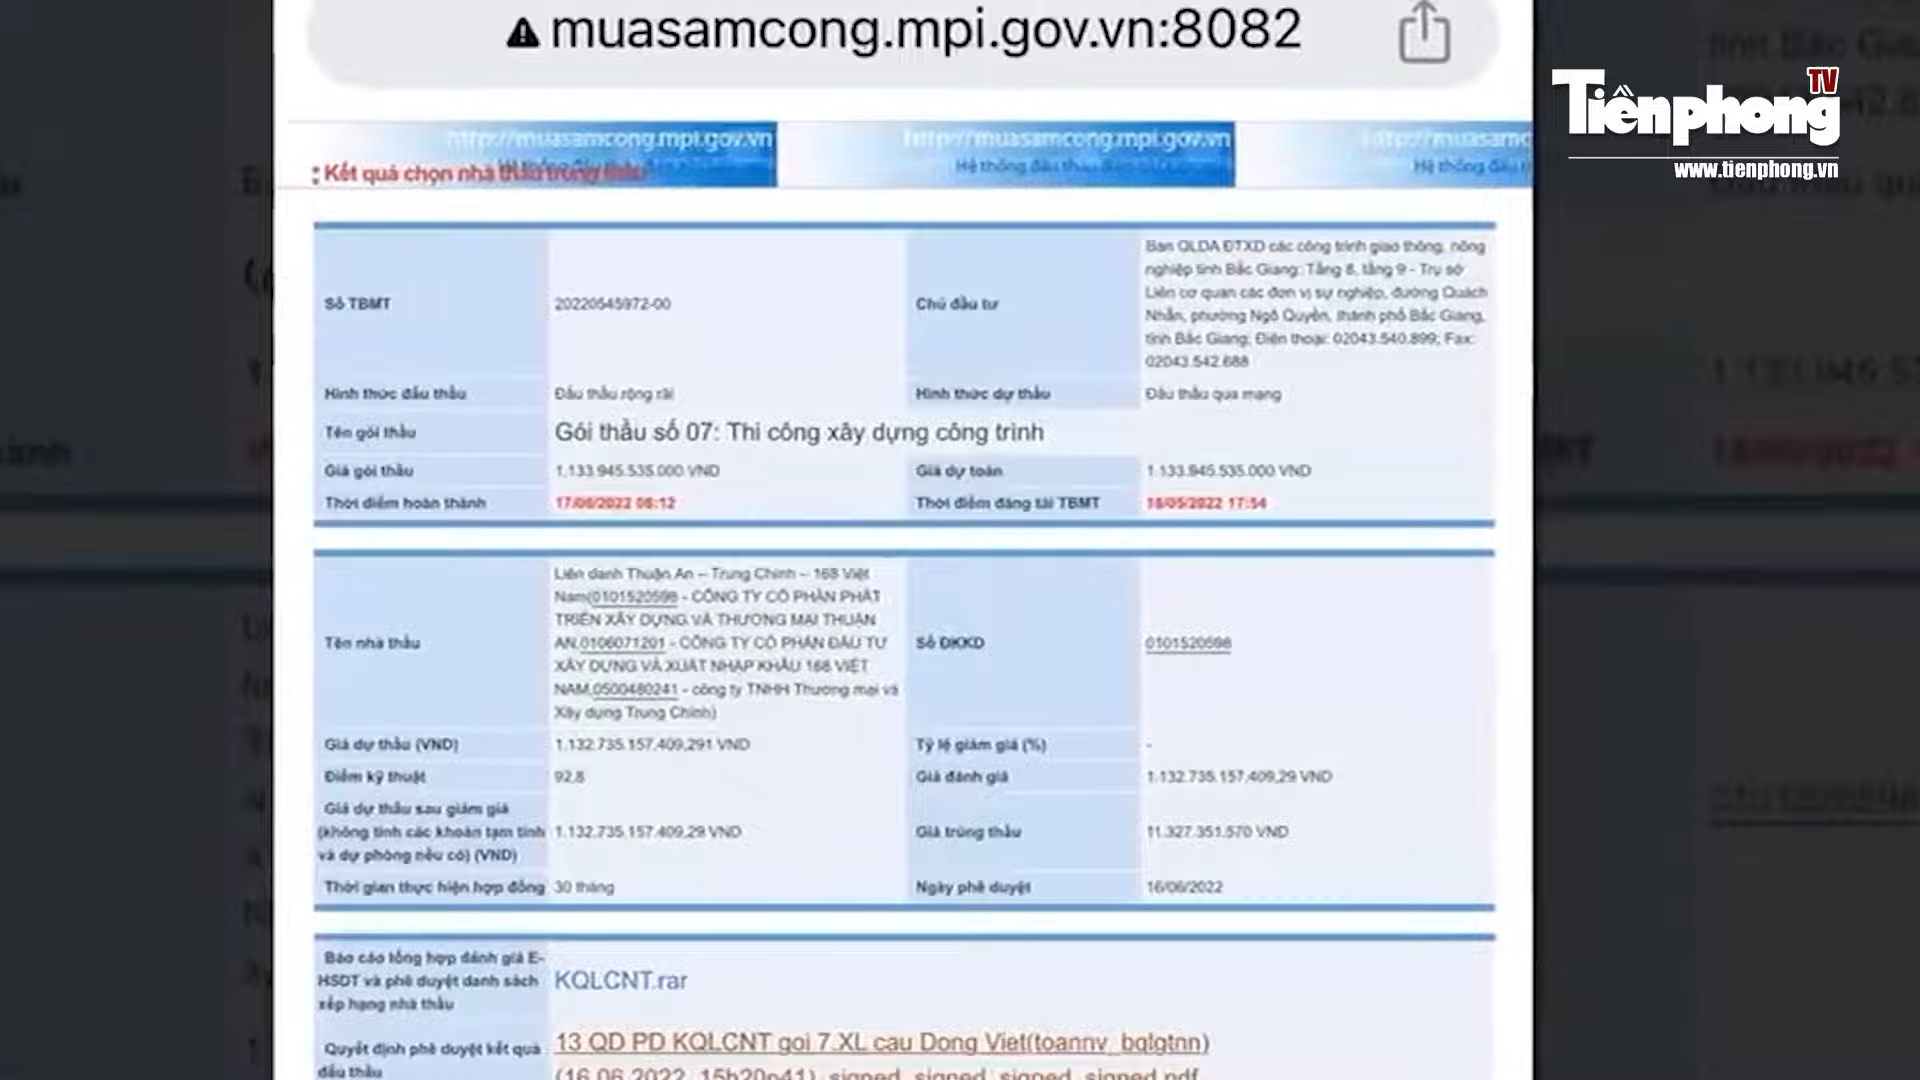 muasamcong.mpi.gov.vn:8082
Tiềnphong TV
www.tienphong.vn
http://muasamcong.mpi.gov.vn
http://muasamcong.mpi.gov.vn
Kết quả chọn nhà thầu trúng thầu
Hệ thống đấu thầu
Số TBMT
20220545972-00
Chủ đầu tư
Ban QLDA ĐTXD các công trình giao thông, nông
nghiệp tỉnh Bắc Giang; Tầng 8, tầng 9 - Trụ sở
Liên cơ quan các đơn vị sự nghiệp, đường Quách
Nhẫn, phường Ngô Quyền, thành phố Bắc Giang,
tỉnh Bắc Giang; Điện thoại: 02043.540.899; Fax:
02043.542.688
Hình thức đấu thầu
Đấu thầu rộng rãi
Hình thức dự thầu
Đấu thầu qua mạng
Tên gói thầu
Gói thầu số 07: Thi công xây dựng công trình
Giá gói thầu
1.133.945.535.000 VND
Giá dự toán
1.133.945.535.000 VND
Thời điểm hoàn thành
17/06/2022 08:12
Thời điểm đăng tải TBMT
18/05/2022 17:54
Tên nhà thầu
Liên danh Thuận An – Trung Chính – 168 Việt
Nam(0101520598 - CÔNG TY CỔ PHẦN PHÁT
TRIỂN XÂY DỰNG VÀ THƯƠNG MẠI THUẬN
AN,0106071201 - CÔNG TY CỔ PHẦN ĐẦU TƯ
XÂY DỰNG VÀ XUẤT NHẬP KHẨU 168 VIỆT
NAM,0500480241 - công ty TNHH Thương mại và
Xây dựng Trung Chính)
Số ĐKKD
0101520598
Giá dự thầu (VND)
1.132.735.157.409,291 VND
Tỷ lệ giảm giá (%)
-
Điểm kỹ thuật
92,8
Giá đánh giá
1.132.735.157.409,29 VND
Giá dự thầu sau giảm giá
(không tính các khoản tạm tính
và dự phòng nếu có) (VND)
1.132.735.157.409,29 VND
Giá trúng thầu
11.327.351.570 VND
Thời gian thực hiện hợp đồng
30 tháng
Ngày phê duyệt
16/06/2022
Báo cáo tổng hợp đánh giá E-
HSDT và phê duyệt danh sách
xếp hạng nhà thầu
KQLCNT.rar
Quyết định phê duyệt kết quả
đấu thầu
13 QD PD KQLCNT goi 7.XL cau Dong Viet(toannv_bqlgtnn)
(16.06.2022_15h20p41)_signed_signed_signed_signed.pdf